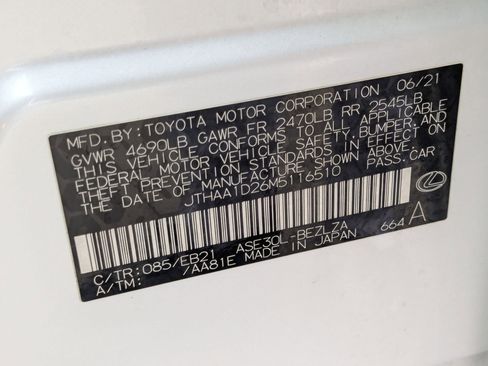 MFD. BY: TOYOTA MOTOR CORPORATION 06/21
GVWR 4690LB GAWR FR 2470LB RR 2545LB
THIS VEHICLE CONFORMS TO ALL APPLICABLE
FEDERAL MOTOR VEHICLE SAFETY, BUMPER, AND
THEFT PREVENTION STANDARDS IN EFFECT ON
THE DATE OF MANUFACTURE SHOWN ABOVE.
JTHAA1D26M5116510 PASS. CAR
C/TR: 085/EB21 ASE30L-BEZLZA
A/TM: /AA81E MADE IN JAPAN 664 A